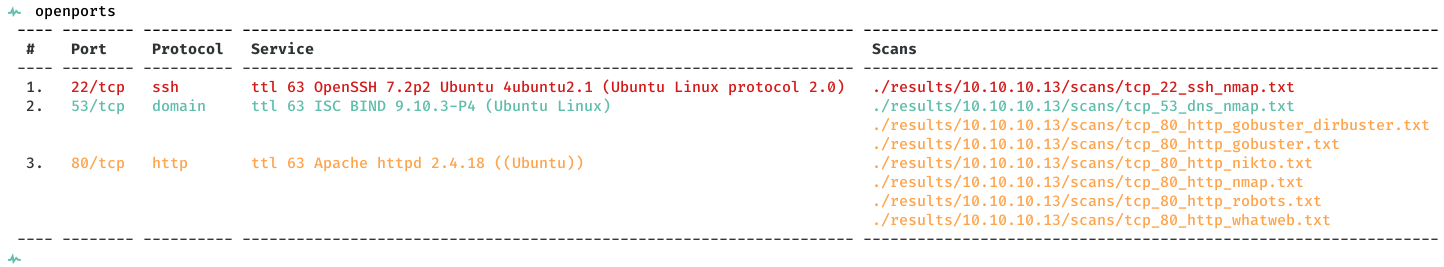 openports
---- -------- ---------- -------------------------------------------------------------------- ----------------------------------------------------------------
# Port Protocol Service Scans
---- -------- ---------- -------------------------------------------------------------------- ----------------------------------------------------------------
1. 22/tcp ssh ttl 63 OpenSSH 7.2p2 Ubuntu 4ubuntu2.1 (Ubuntu Linux protocol 2.0) ./results/10.10.10.13/scans/tcp_22_ssh_nmap.txt
2. 53/tcp domain ttl 63 ISC BIND 9.10.3-P4 (Ubuntu Linux) ./results/10.10.10.13/scans/tcp_53_dns_nmap.txt
./results/10.10.10.13/scans/tcp_80_http_gobuster_dirbuster.txt
./results/10.10.10.13/scans/tcp_80_http_gobuster.txt
3. 80/tcp http ttl 63 Apache httpd 2.4.18 ((Ubuntu)) ./results/10.10.10.13/scans/tcp_80_http_nikto.txt
./results/10.10.10.13/scans/tcp_80_http_nmap.txt
./results/10.10.10.13/scans/tcp_80_http_robots.txt
./results/10.10.10.13/scans/tcp_80_http_whatweb.txt
---- -------- ---------- -------------------------------------------------------------------- ----------------------------------------------------------------